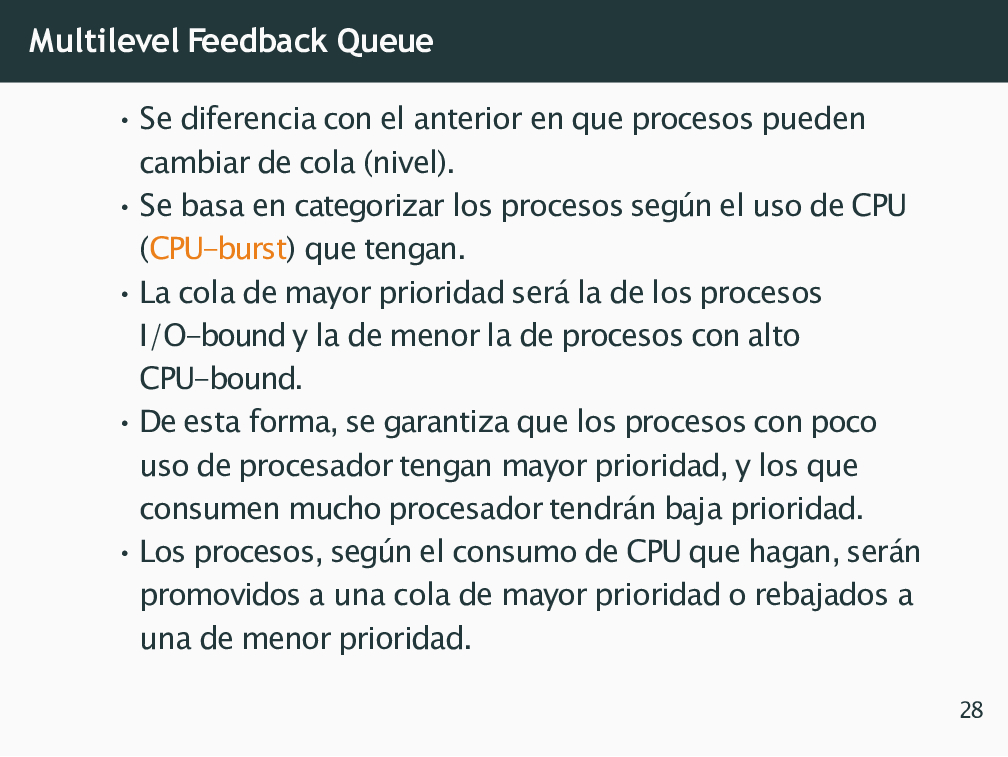 Multilevel Feedback Queue
• Se diferencia con el anterior en que procesos pueden
cambiar de cola (nivel).
• Se basa en categorizar los procesos según el uso de CPU
(CPU-burst) que tengan.
• La cola de mayor prioridad será la de los procesos
I/O-bound y la de menor la de procesos con alto
CPU-bound.
• De esta forma, se garantiza que los procesos con poco
uso de procesador tengan mayor prioridad, y los que
consumen mucho procesador tendrán baja prioridad.
• Los procesos, según el consumo de CPU que hagan, serán
promovidos a una cola de mayor prioridad o rebajados a
una de menor prioridad.
28